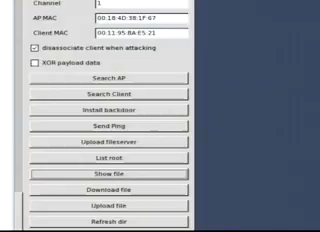 Channel: 1
AP MAC 00:18:4D:38:1F:67
Client MAC 00:11:95:BA:E5:21
disassociate client when attacking
XOR payload data
Search AP
Search Client
Install backdoor
Send Ping
Upload fileserver
List root
Show file
Download file
Upload file
Refresh dir